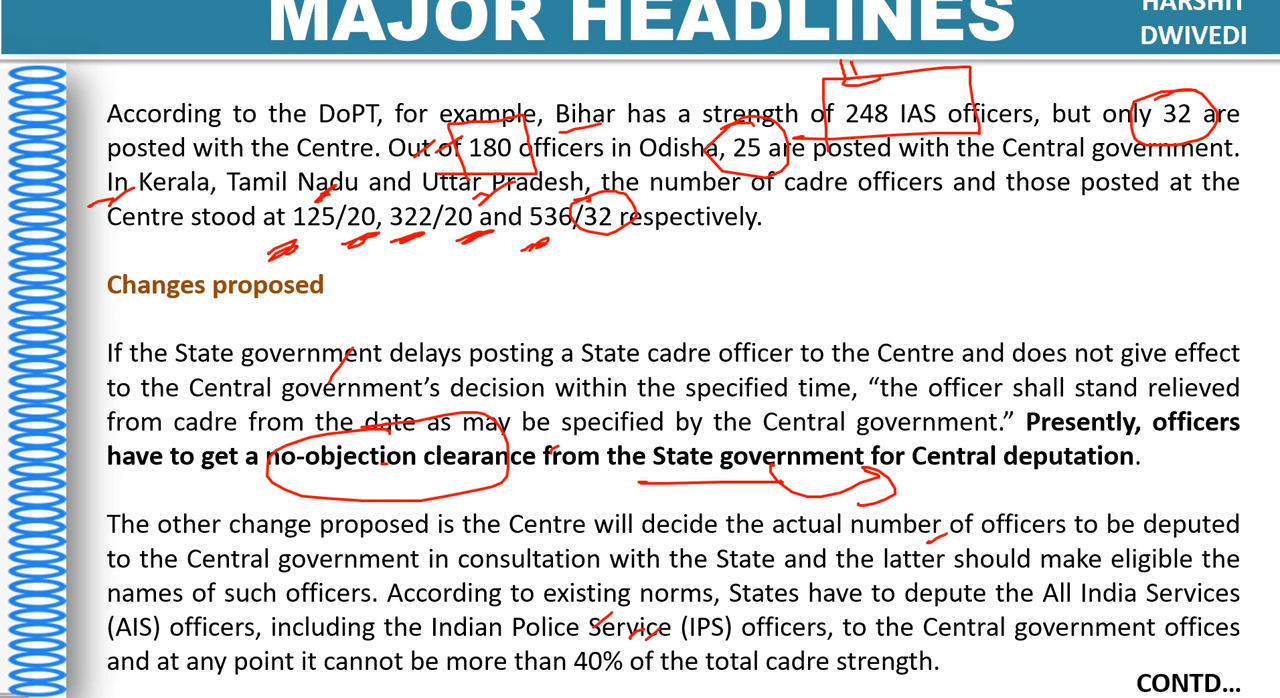 MAJOR HEADLINES
HARSHIT
DWIVEDI
According to the DoPT, for example, Bihar has a strength of 248 IAS officers, but only 32 are
posted with the Centre. Out of 180 officers in Odisha, 25 are posted with the Central government.
In Kerala, Tamil Nadu and Uttar Pradesh, the number of cadre officers and those posted at the
Centre stood at 125/20, 322/20 and 536/32 respectively.
Changes proposed
If the State government delays posting a State cadre officer to the Centre and does not give effect
to the Central government’s decision within the specified time, “the officer shall stand relieved
from cadre from the date as may be specified by the Central government.” Presently, officers
have to get a no-objection clearance from the State government for Central deputation.
The other change proposed is the Centre will decide the actual number of officers to be deputed
to the Central government in consultation with the State and the latter should make eligible the
names of such officers. According to existing norms, States have to depute the All India Services
(AIS) officers, including the Indian Police Service (IPS) officers, to the Central government offices
and at any point it cannot be more than 40% of the total cadre strength.
CONTD...